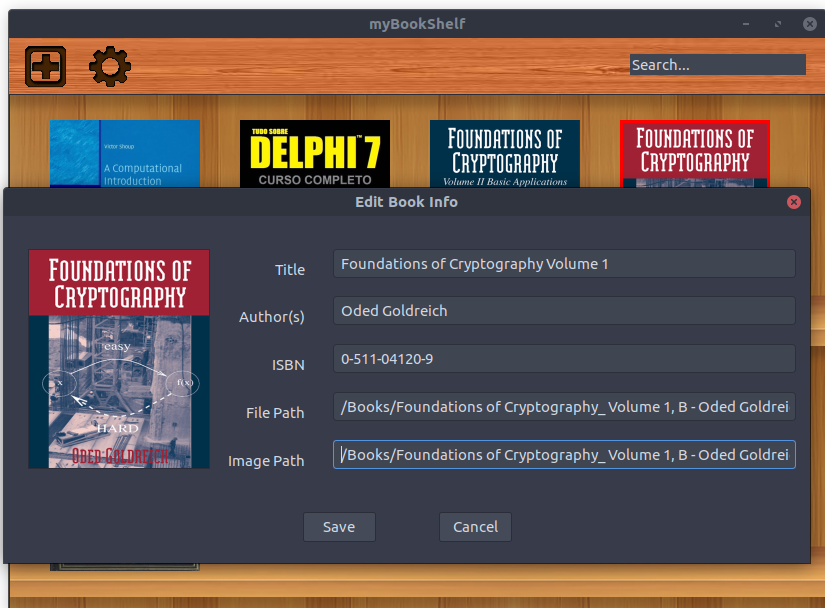 myBookShelf
Search...
Victor Shoup
A Computational
Introduction
TUDO SOBRE
DELPHI™ 7
CURSO COMPLETO
FOUNDATIONS OF
CRYPTOGRAPHY
Volume II Basic Applications
FOUNDATIONS OF
CRYPTOGRAPHY
Edit Book Info
FOUNDATIONS OF
CRYPTOGRAPHY
easy
x
f(x)
HARD
ODED GOLDREICH
Title
Foundations of Cryptography Volume 1
Author(s)
Oded Goldreich
ISBN
0-511-04120-9
File Path
/Books/Foundations of Cryptography_ Volume 1, B - Oded Goldrei
Image Path
/Books/Foundations of Cryptography_ Volume 1, B - Oded Goldrei
Save
Cancel